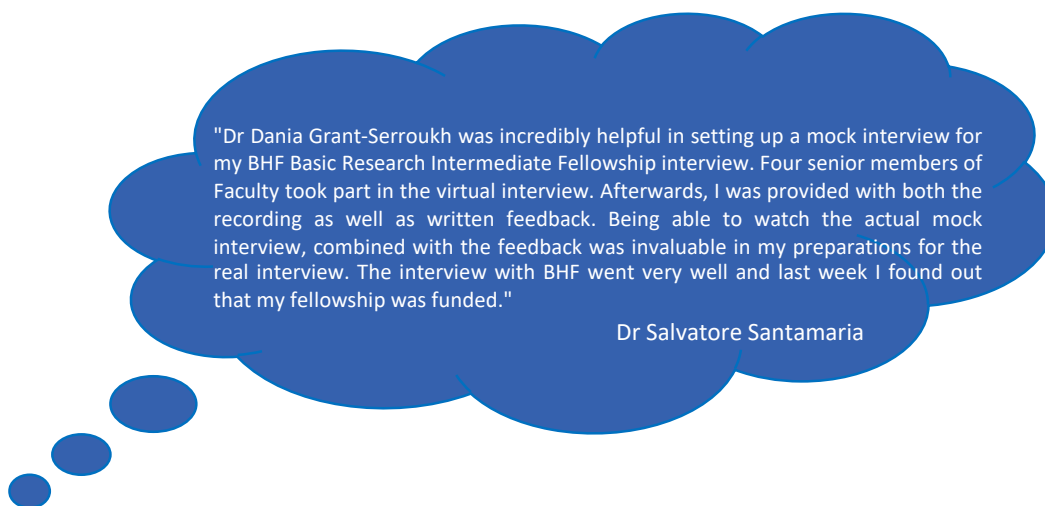 "Dr Dania Grant-Serroukh was incredibly helpful in setting up a mock interview for
my BHF Basic Research Intermediate Fellowship interview. Four senior members of
Faculty took part in the virtual interview. Afterwards, I was provided with both the
recording as well as written feedback. Being able to watch the actual mock
interview, combined with the feedback was invaluable in my preparations for the
real interview. The interview with BHF went very well and last week I found out
that my fellowship was funded."
Dr Salvatore Santamaria